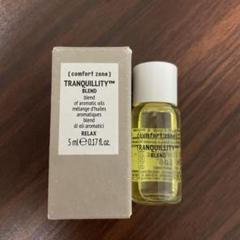 [ comfort zone ]
TRANQUILLITY™
BLEND
blend
of aromatic oils
mélange d'huiles
aromatiques
blend
di oli aromatici
RELAX
5 ml ℮ 0.17 fl.oz.
[ comfort zone ]
TRANQUILLITY™
BLEND